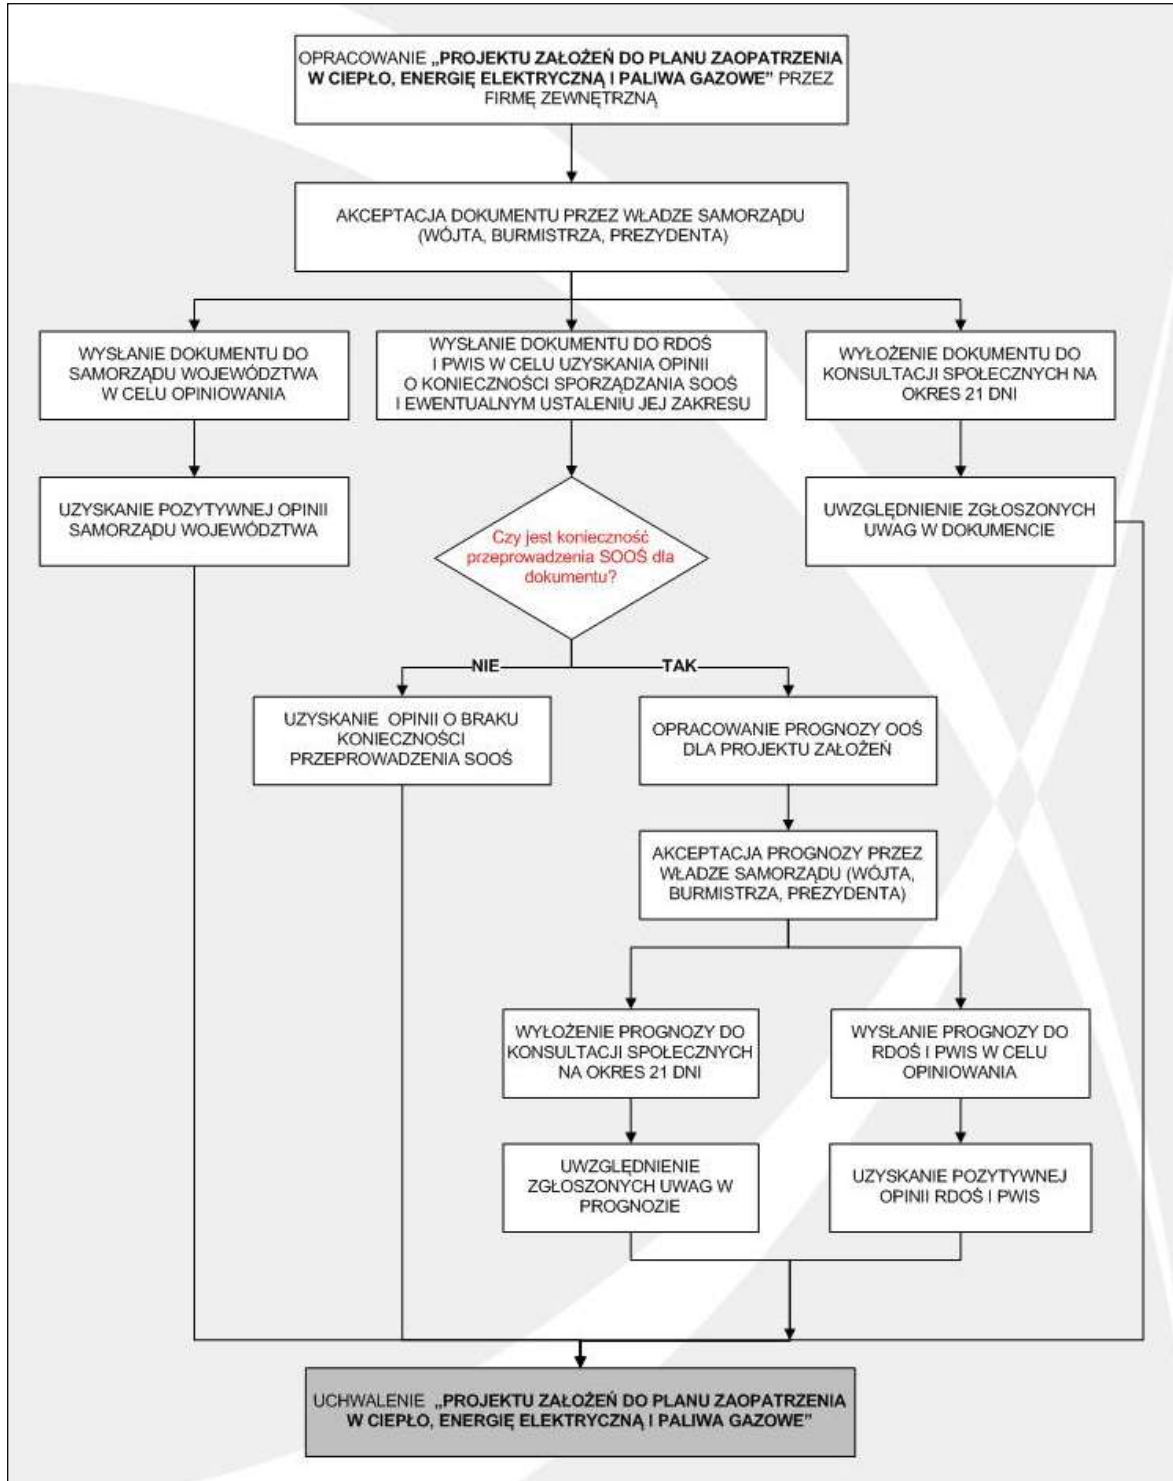 OPRACOWANIE „PROJEKTU ZAŁOŻEŃ DO PLANU ZAOPATRZENIA
W CIEPŁO, ENERGIĘ ELEKTRYCZNĄ I PALIWA GAZOWE” PRZEZ
FIRMĘ ZEWNĘTRZNĄ
AKCEPTACJA DOKUMENTU PRZEZ WŁADZE SAMORZĄDU
(WÓJTA, BURMISTRZA, PREZYDENTA)
WYSŁANIE DOKUMENTU DO
SAMORZĄDU WOJEWÓDZTWA
W CELU OPINIOWANIA
WYSŁANIE DOKUMENTU DO RDOŚ
I PWIS W CELU UZYSKANIA OPINII
O KONIECZNOŚCI SPORZĄDZANIA SOOŚ
I EWENTUALNYM USTALENIU JEJ ZAKRESU
WYŁOŻENIE DOKUMENTU DO
KONSULTACJI SPOŁECZNYCH NA
OKRES 21 DNI
UZYSKANIE POZYTYWNEJ OPINII
SAMORZĄDU WOJEWÓDZTWA
Czy jest konieczność
przeprowadzenia SOOŚ dla
dokumentu?
UWZGLĘDNIENIE ZGŁOSZONYCH
UWAG W DOKUMENCIE
NIE
TAK
UZYSKANIE OPINII O BRAKU
KONIECZNOŚCI
PRZEPROWADZENIA SOOŚ
OPRACOWANIE PROGNOZY OOŚ
DLA PROJEKTU ZAŁOŻEŃ
AKCEPTACJA PROGNOZY PRZEZ
WŁADZE SAMORZĄDU (WÓJTA,
BURMISTRZA, PREZYDENTA)
WYŁOŻENIE PROGNOZY DO
KONSULTACJI SPOŁECZNYCH
NA OKRES 21 DNI
WYSŁANIE PROGNOZY DO
RDOŚ I PWIS W CELU
OPINIOWANIA
UWZGLĘDNIENIE
ZGŁOSZONYCH UWAG W
PROGNOZIE
UZYSKANIE POZYTYWNEJ
OPINII RDOŚ I PWIS
UCHWALENIE „PROJEKTU ZAŁOŻEŃ DO PLANU ZAOPATRZENIA
W CIEPŁO, ENERGIĘ ELEKTRYCZNĄ I PALIWA GAZOWE”